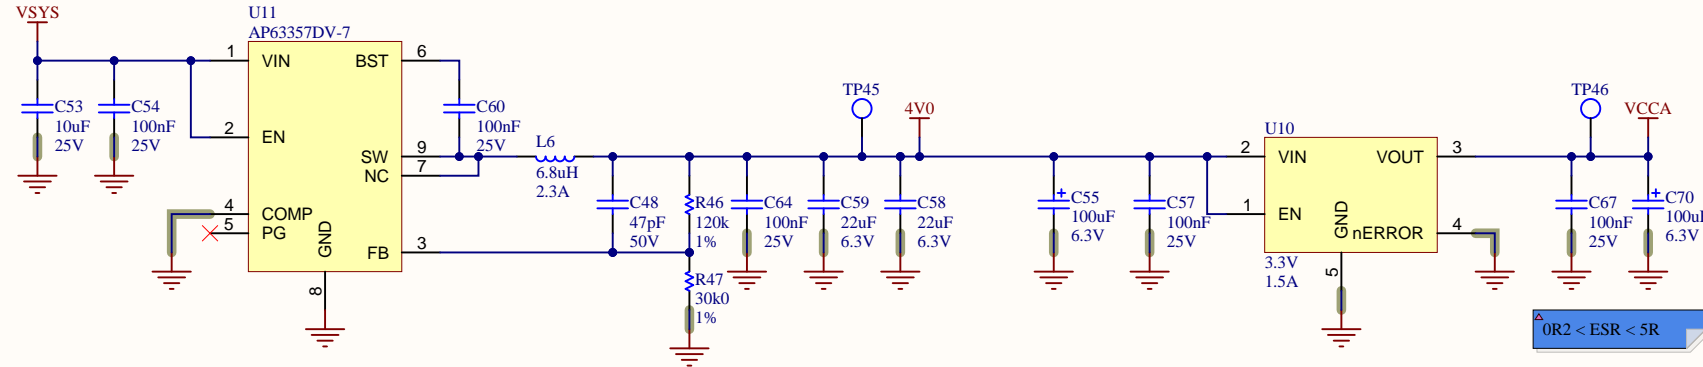 VSYS
U11
AP63357DV-7
1
VIN
BST
6
C53
10uF
25V
C54
100nF
25V
2
EN
C60
100nF
25V
SW
9
NC
7
L6
6.8uH
2.3A
4
COMP
5
PG
GND
8
FB
3
C48
47pF
50V
R46
120k
1%
R47
30k0
1%
C64
100nF
25V
C59
22uF
6.3V
C58
22uF
6.3V
TP45
4V0
C55
100uF
6.3V
C57
100nF
25V
U10
2
VIN
VOUT
3
1
EN
GND
nERROR
4
5
3.3V
1.5A
TP46
VCCA
C67
100nF
25V
C70
100uF
6.3V
0R2 < ESR < 5R